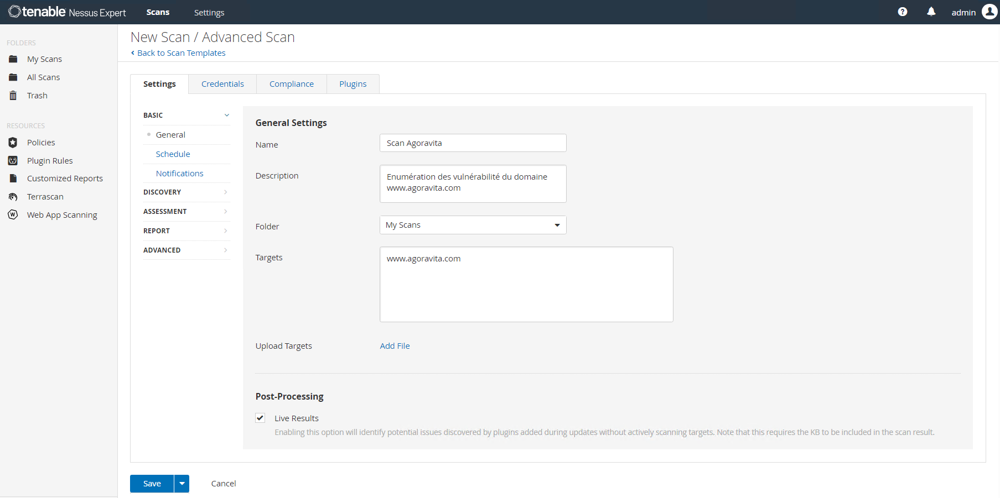 tenable Nessus Expert
Scans
Settings
admin
FOLDERS
My Scans
All Scans
Trash
RESOURCES
Policies
Plugin Rules
Customized Reports
Terrascan
Web App Scanning
New Scan / Advanced Scan
Back to Scan Templates
Settings
Credentials
Compliance
Plugins
BASIC
General
Schedule
Notifications
DISCOVERY
ASSESSMENT
REPORT
ADVANCED
General Settings
Name
Scan Agoravita
Description
Enumération des vulnérabilité du domaine
www.agoravita.com
Folder
My Scans
Targets
www.agoravita.com
Upload Targets
Add File
Post-Processing
Live Results
Enabling this option will identify potential issues discovered by plugins added during updates without actively scanning targets. Note that this requires the KB to be included in the scan result.
Save
Cancel